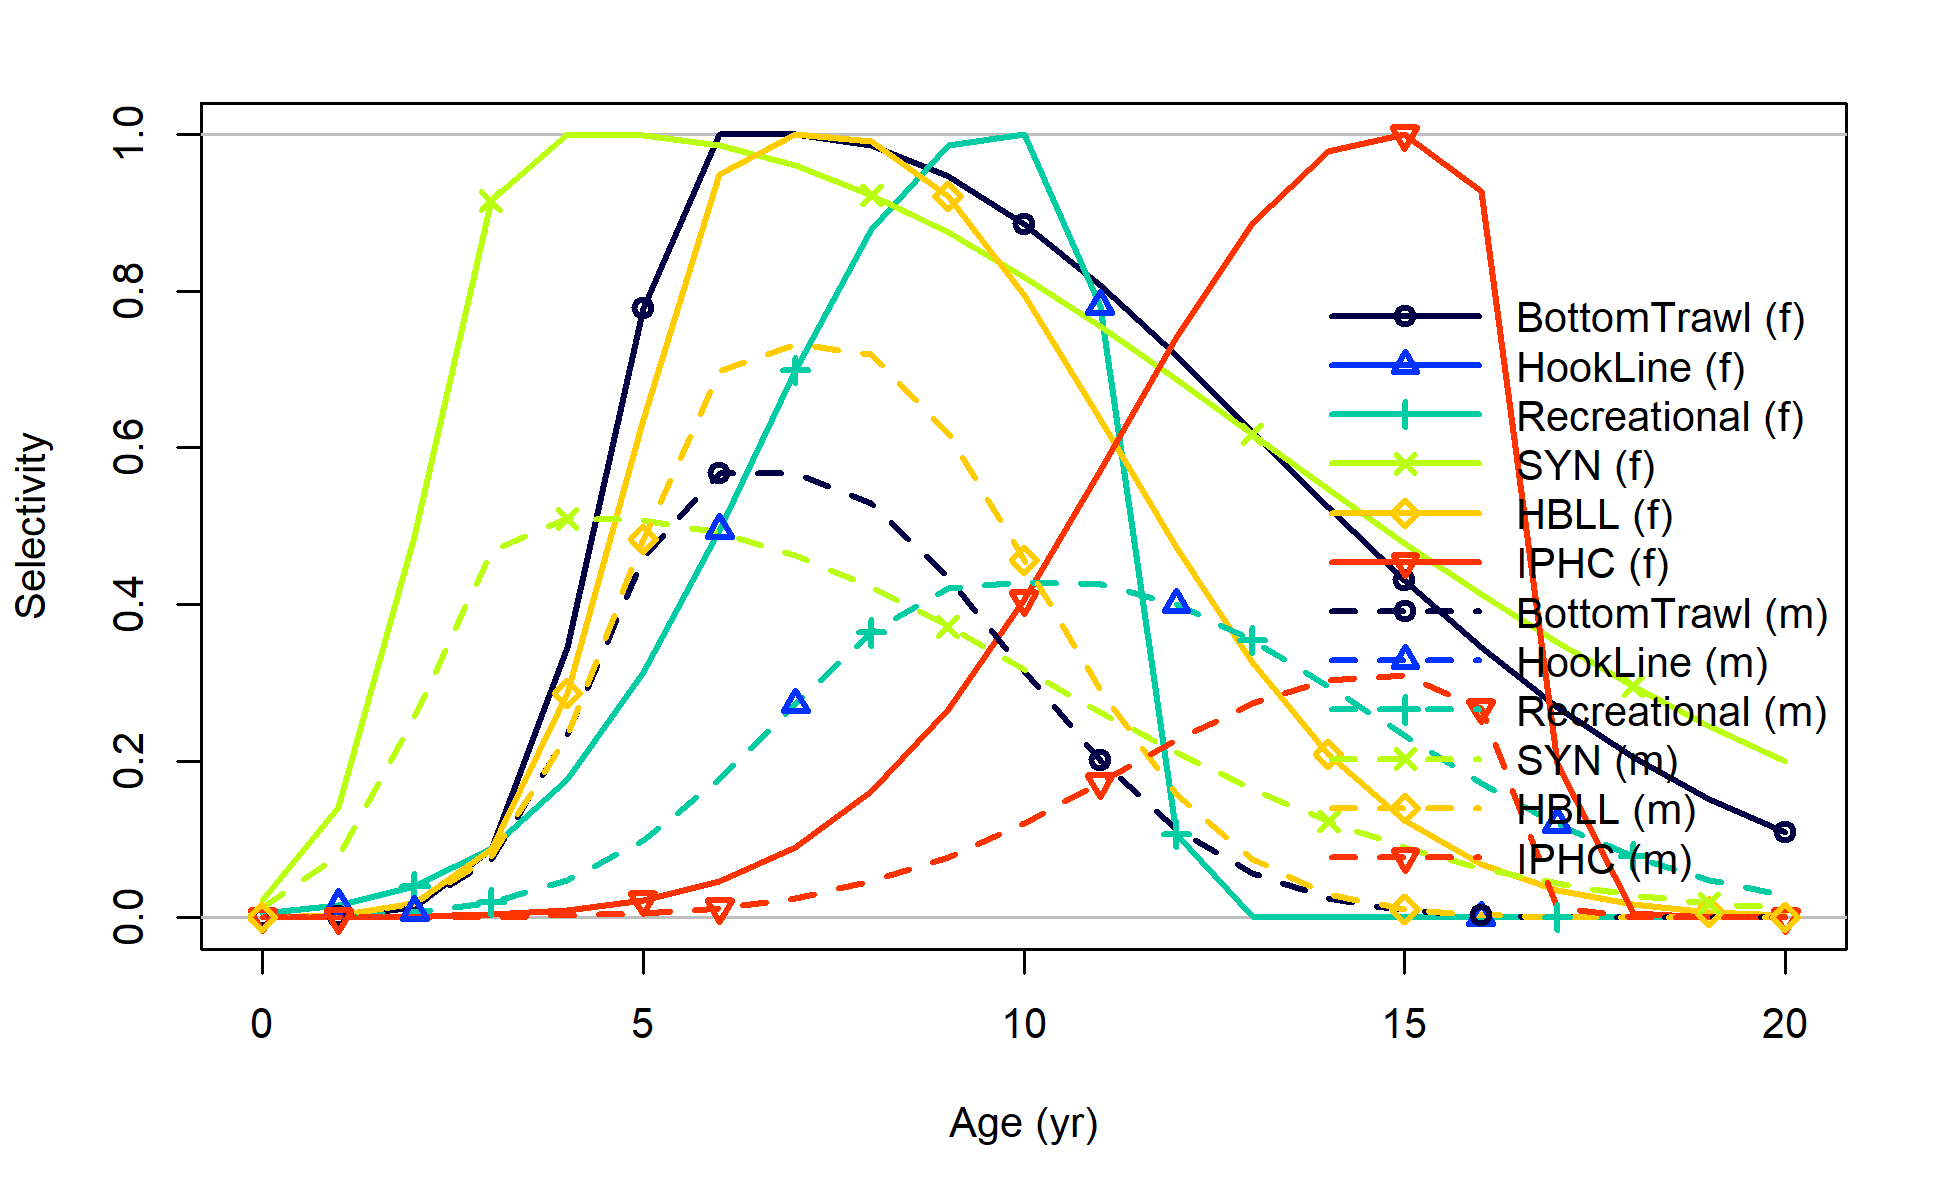 Selectivity
1.0
0.8
0.6
0.4
0.2
0.0
BottomTrawl (f)
HookLine (f)
Recreational (f)
SYN (f)
HBLL (f)
IPHC (f)
BottomTrawl (m)
HookLine (m)
Recreational (m)
SYN (m)
HBLL (m)
IPHC (m)
0 5 10 15 20
Age (yr)